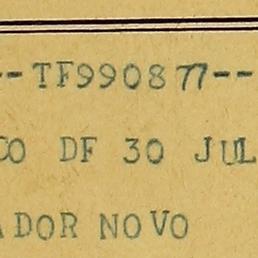 --TF990877--
CO DF 30 JUL
ADOR NOVO